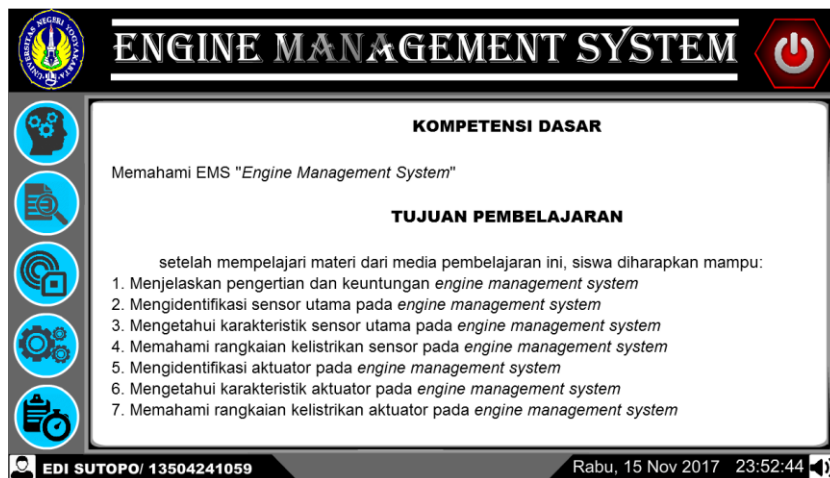 UNIVERSITAS NEGERI YOGYAKARTA
ENGINE MANAGEMENT SYSTEM
KOMPETENSI DASAR
Memahami EMS "Engine Management System"
TUJUAN PEMBELAJARAN
setelah mempelajari materi dari media pembelajaran ini, siswa diharapkan mampu:
1. Menjelaskan pengertian dan keuntungan engine management system
2. Mengidentifikasi sensor utama pada engine management system
3. Mengetahui karakteristik sensor utama pada engine management system
4. Memahami rangkaian kelistrikan sensor pada engine management system
5. Mengidentifikasi aktuator pada engine management system
6. Mengetahui karakteristik aktuator pada engine management system
7. Memahami rangkaian kelistrikan aktuator pada engine management system
EDI SUTOPO/ 13504241059
Rabu, 15 Nov 2017 23:52:44